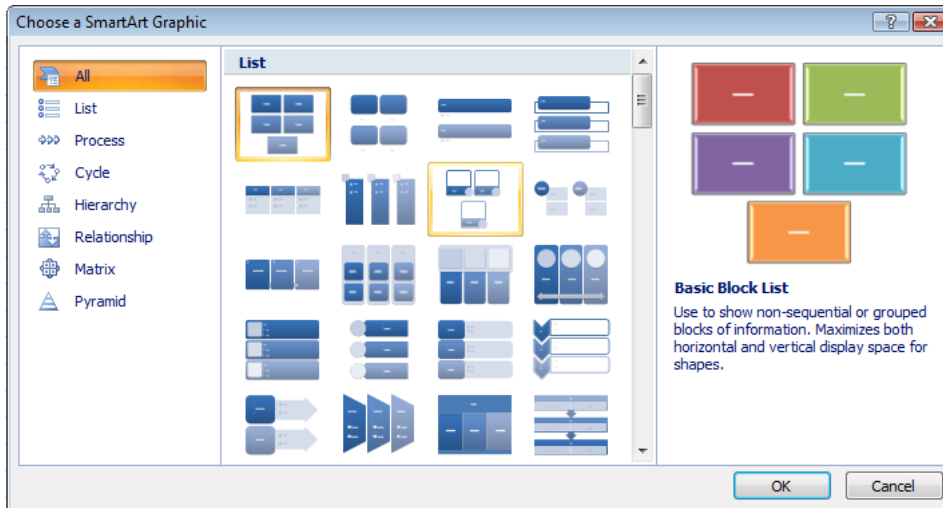 Choose a SmartArt Graphic
All
List
Process
Cycle
Hierarchy
Relationship
Matrix
Pyramid
List
Basic Block List
Use to show non-sequential or grouped
blocks of information. Maximizes both
horizontal and vertical display space for
shapes.
OK
Cancel